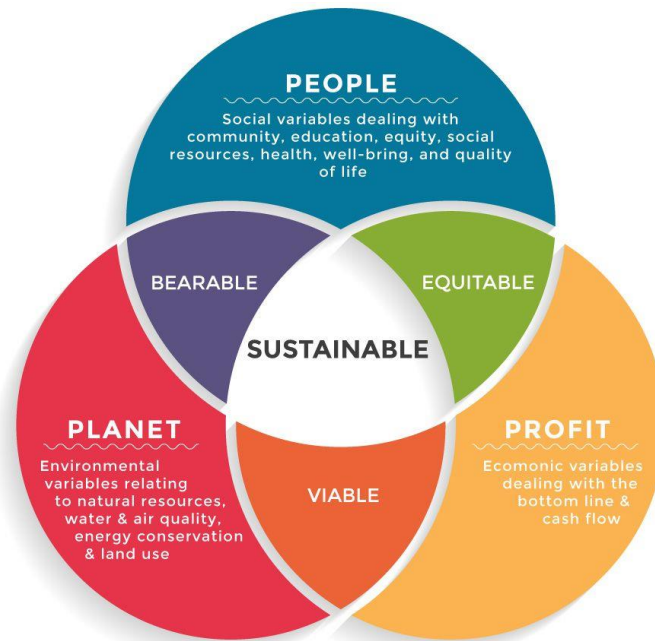 PEOPLE
Social variables dealing with
community, education, equity, social
resources, health, well-bring, and quality
of life
BEARABLE
EQUITABLE
SUSTAINABLE
PLANET
Environmental
variables relating
to natural resources,
water & air quality,
energy conservation
& land use
VIABLE
PROFIT
Ecomonic variables
dealing with the
bottom line &
cash flow